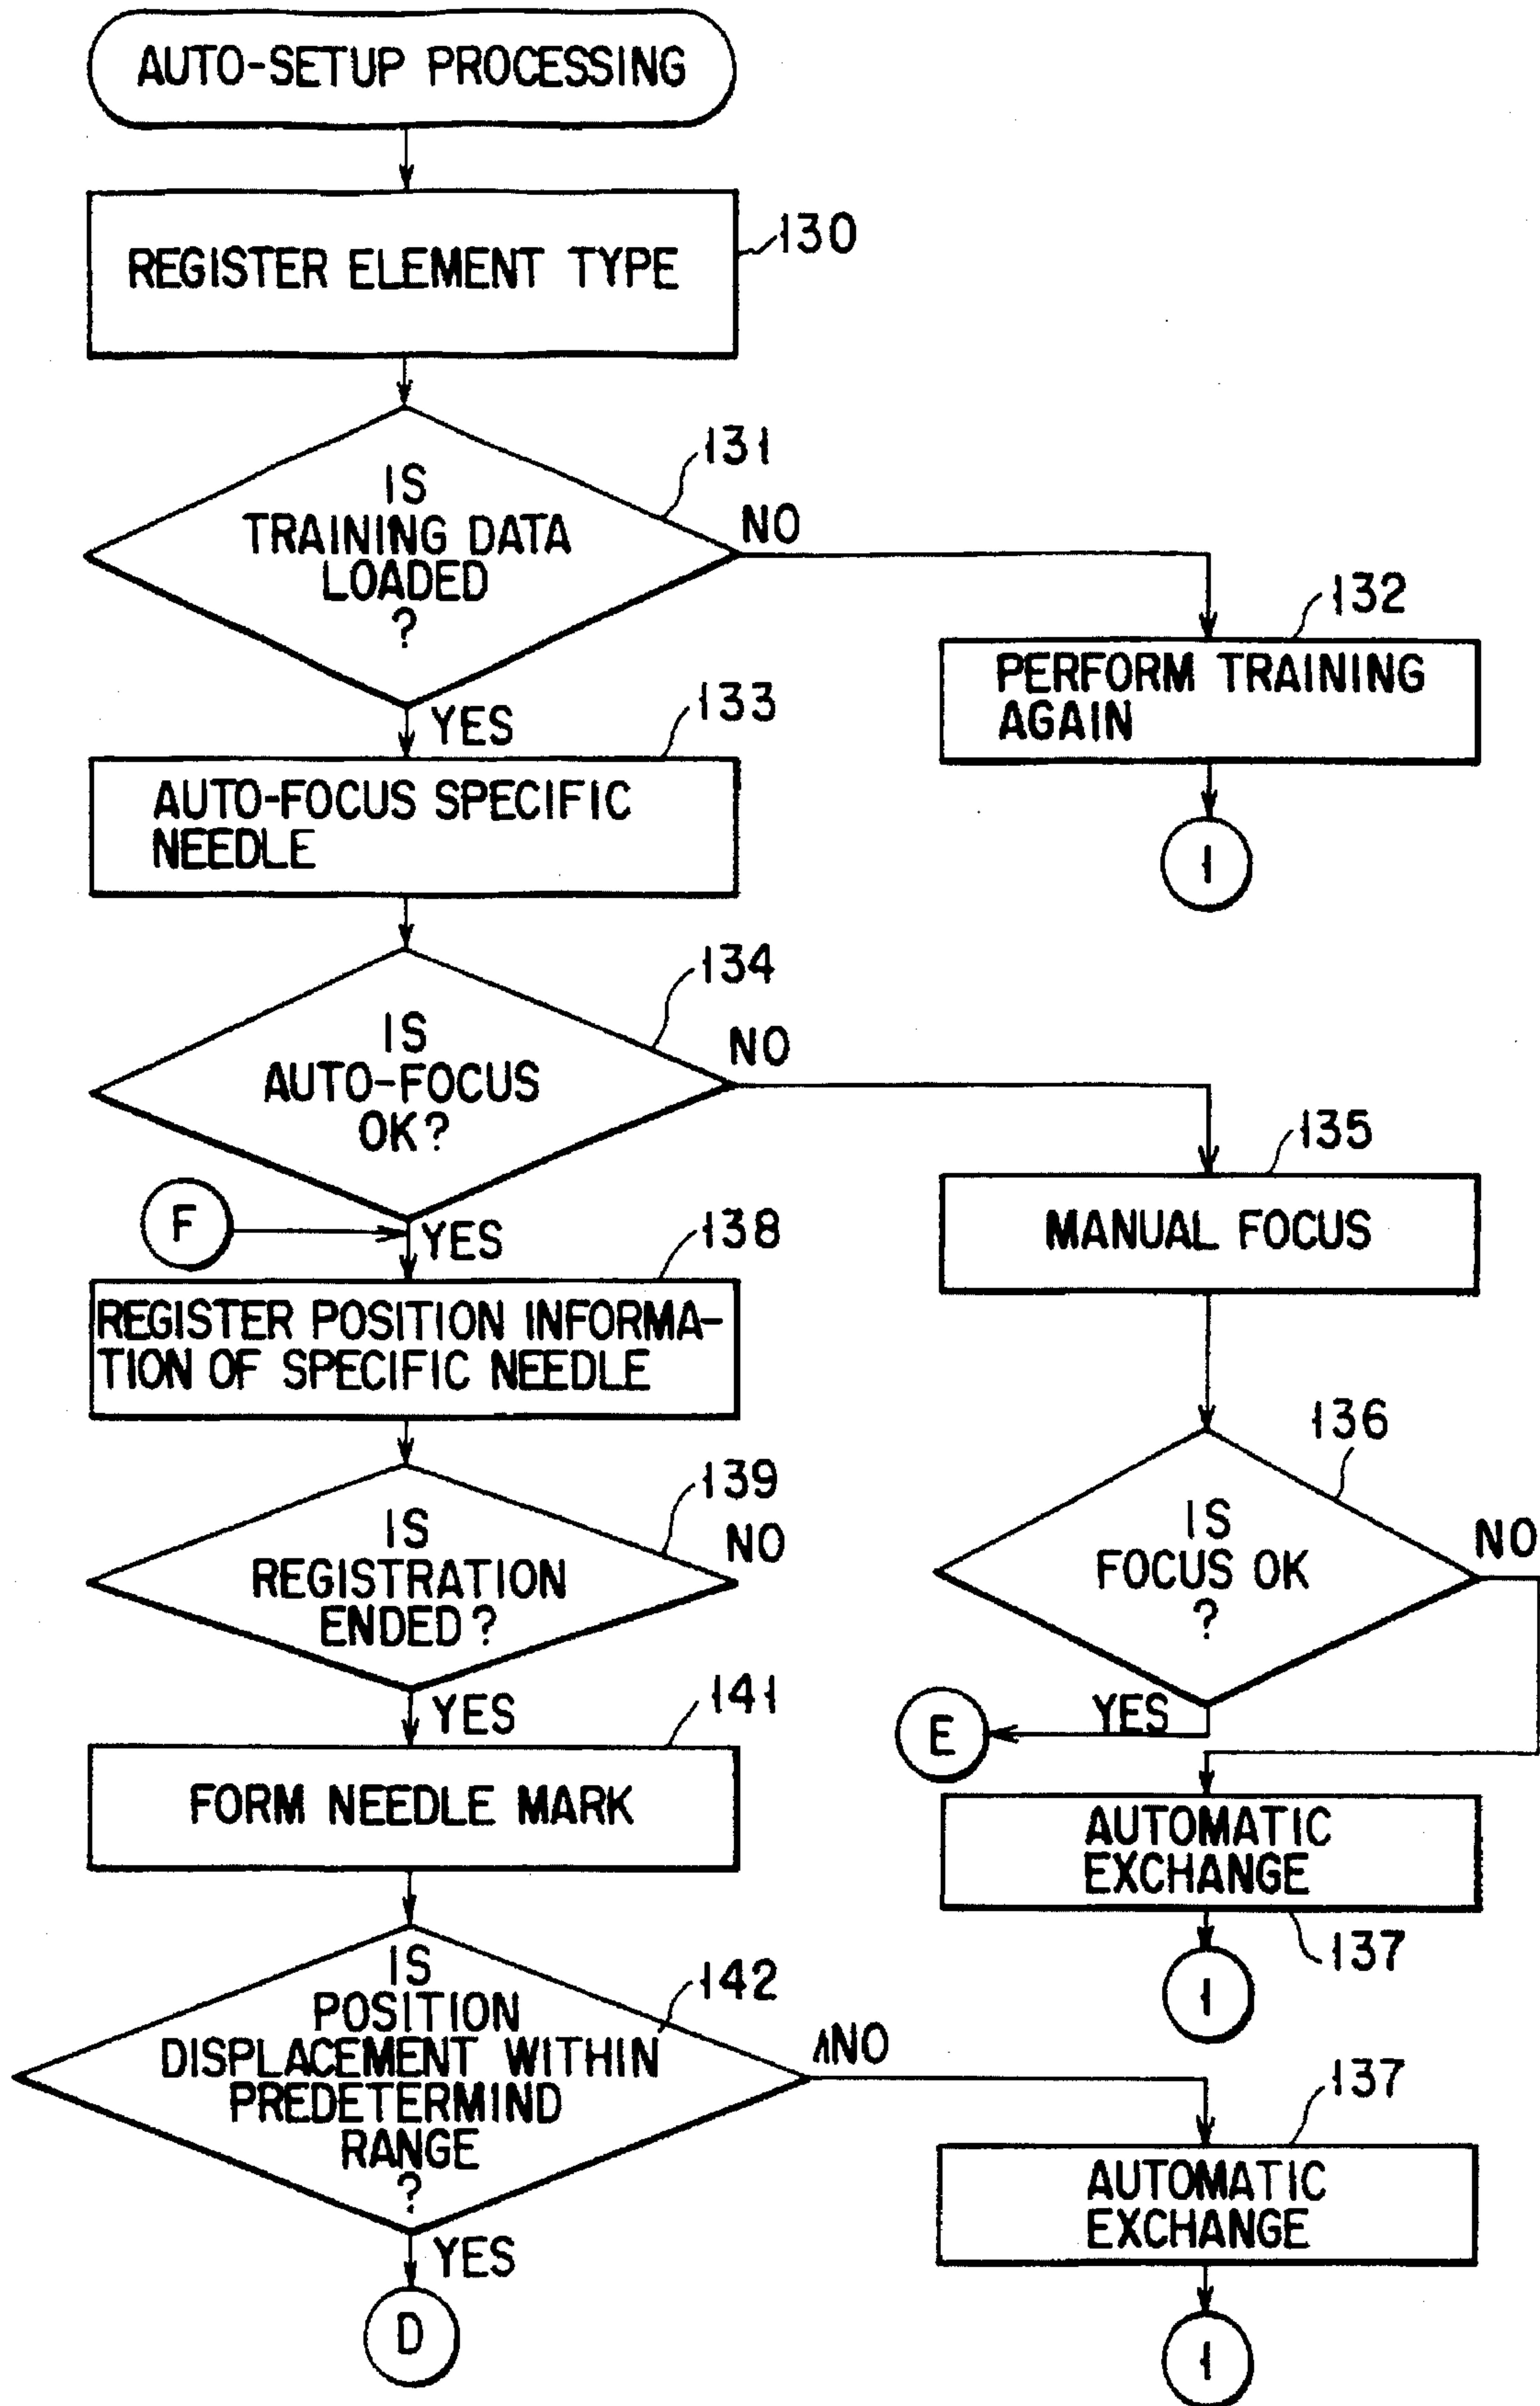 AUTO-SETUP PROCESSING
130
REGISTER ELEMENT TYPE
131
IS
TRAINING DATA
LOADED
?
NO
132
PERFORM TRAINING
AGAIN
1
YES
133
AUTO-FOCUS SPECIFIC
NEEDLE
134
IS
AUTO-FOCUS
OK?
NO
135
MANUAL FOCUS
F
YES
138
REGISTER POSITION INFORMA-
TION OF SPECIFIC NEEDLE
136
IS
FOCUS OK
?
NO
YES
E
139
IS
REGISTRATION
ENDED?
NO
YES
141
FORM NEEDLE MARK
AUTOMATIC
EXCHANGE
137
1
142
IS
POSITION
DISPLACEMENT WITHIN
PREDETERMIND
RANGE
?
NO
137
AUTOMATIC
EXCHANGE
1
YES
D